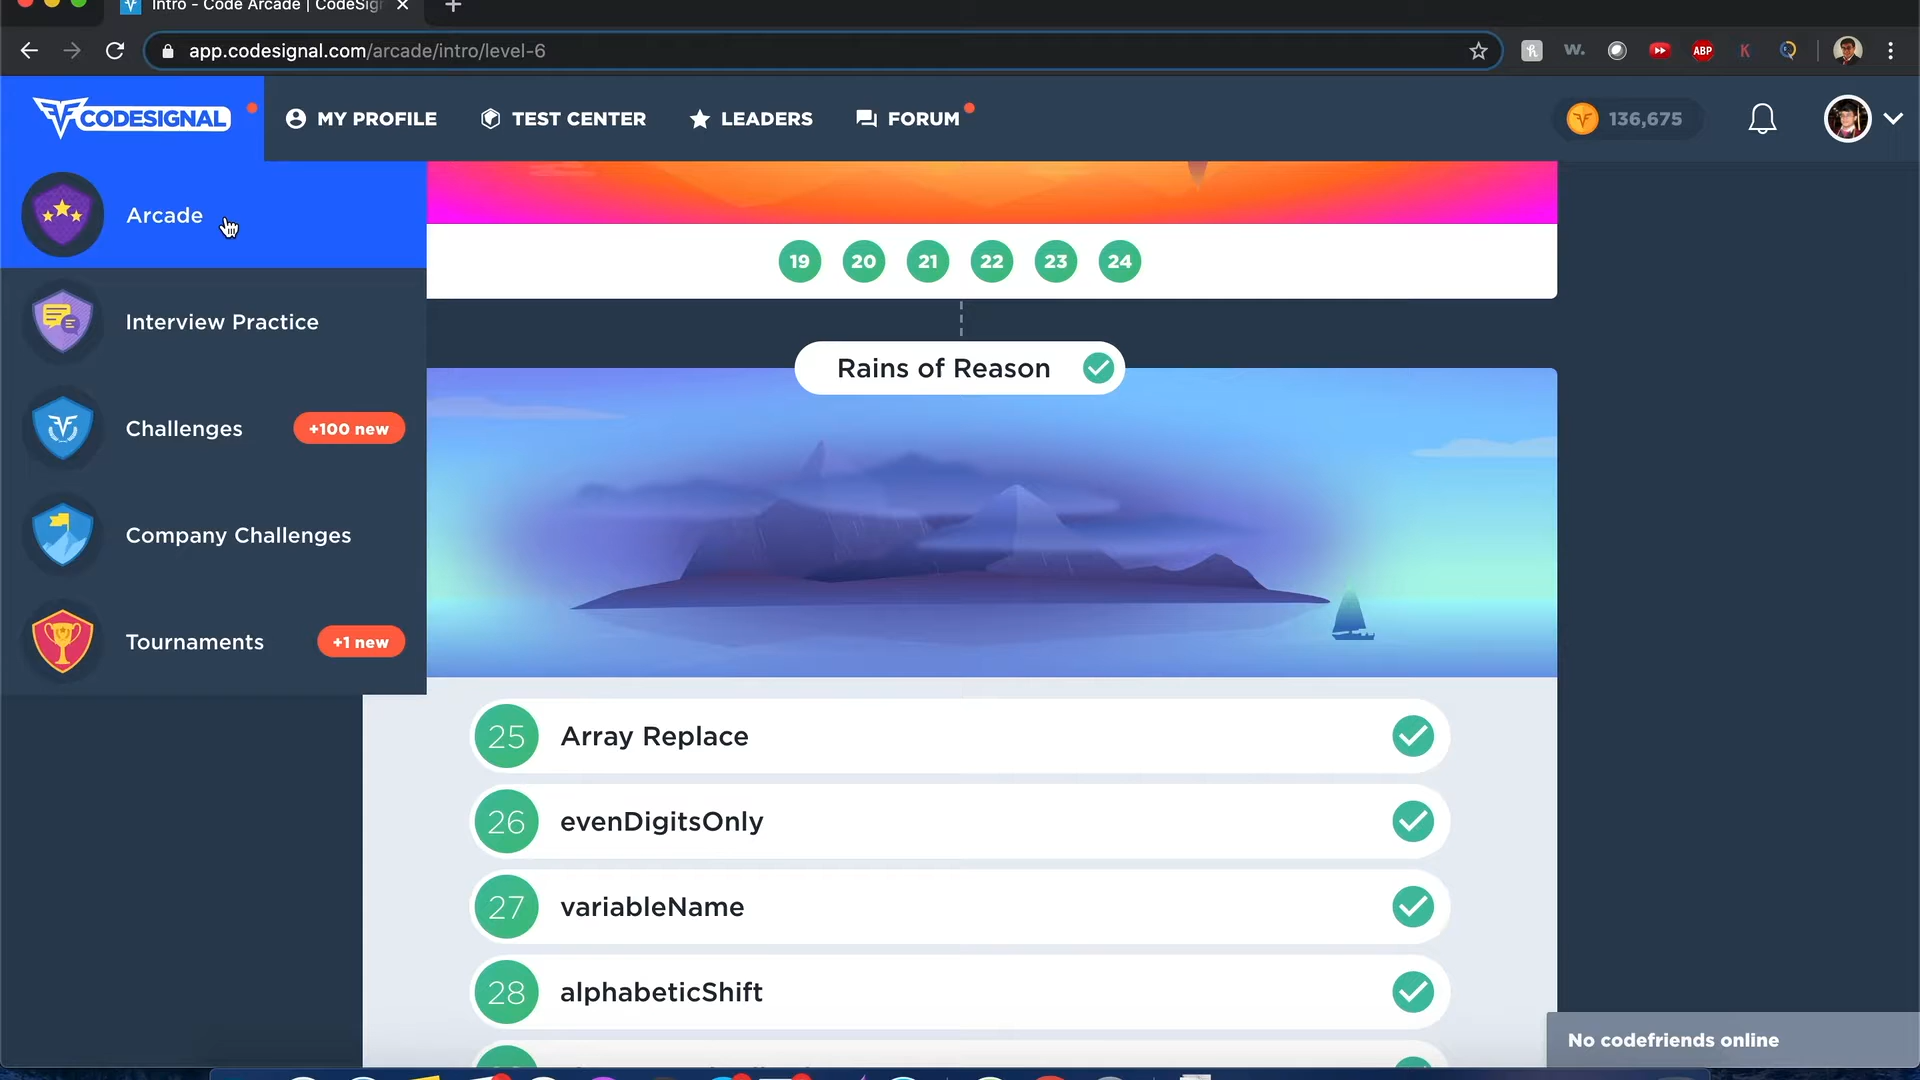 Intro - Code Arcade | CodeSign
app.codesignal.com/arcade/intro/level-6
W.
ABP
K
CODESIGNAL
MY PROFILE
TEST CENTER
LEADERS
FORUM
136,675
Arcade
Interview Practice
Challenges
+100 new
Company Challenges
Tournaments
+1 new
19 20 21 22 23 24
Rains of Reason
25 Array Replace
26 evenDigitsOnly
27 variableName
28 alphabeticShift
No codefriends online